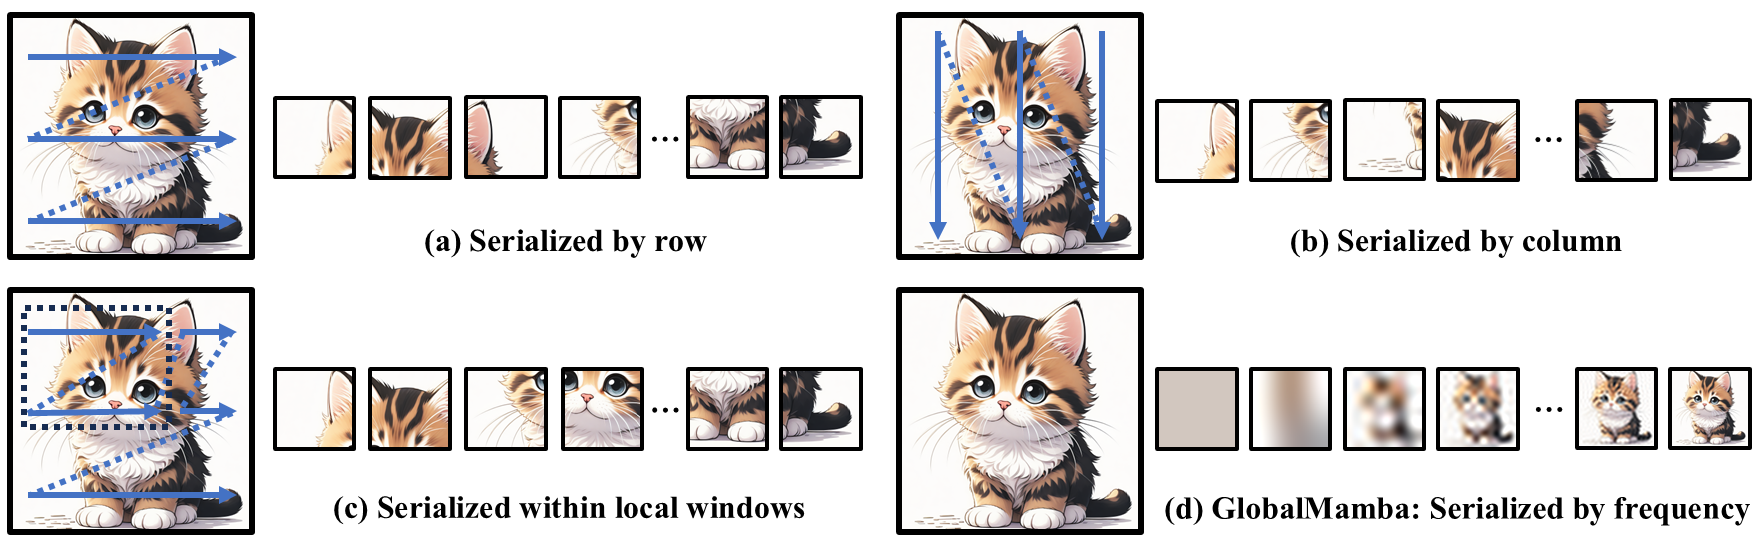 ...
(a) Serialized by row
...
(b) Serialized by column
...
(c) Serialized within local windows
...
(d) GlobalMamba: Serialized by frequency